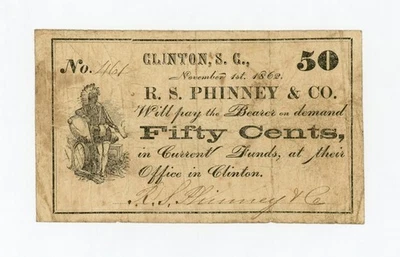 CLINTON, S. C., 50
No. 461
November 1st. 1862.
R. S. PHINNEY & CO.
Will pay the Bearer on demand
Fifty Cents,
in Current Funds, at their
Office in Clinton.
R. S. Phinney & Co